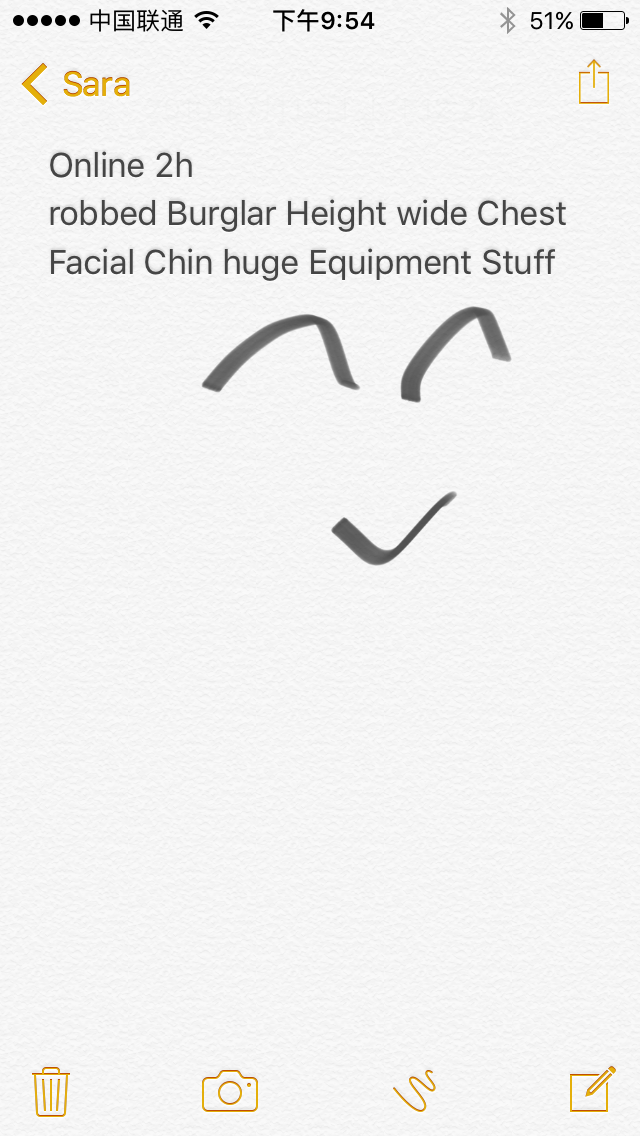 中国联通 下午9:54 51%
Sara
Online 2h
robbed Burglar Height wide Chest
Facial Chin huge Equipment Stuff